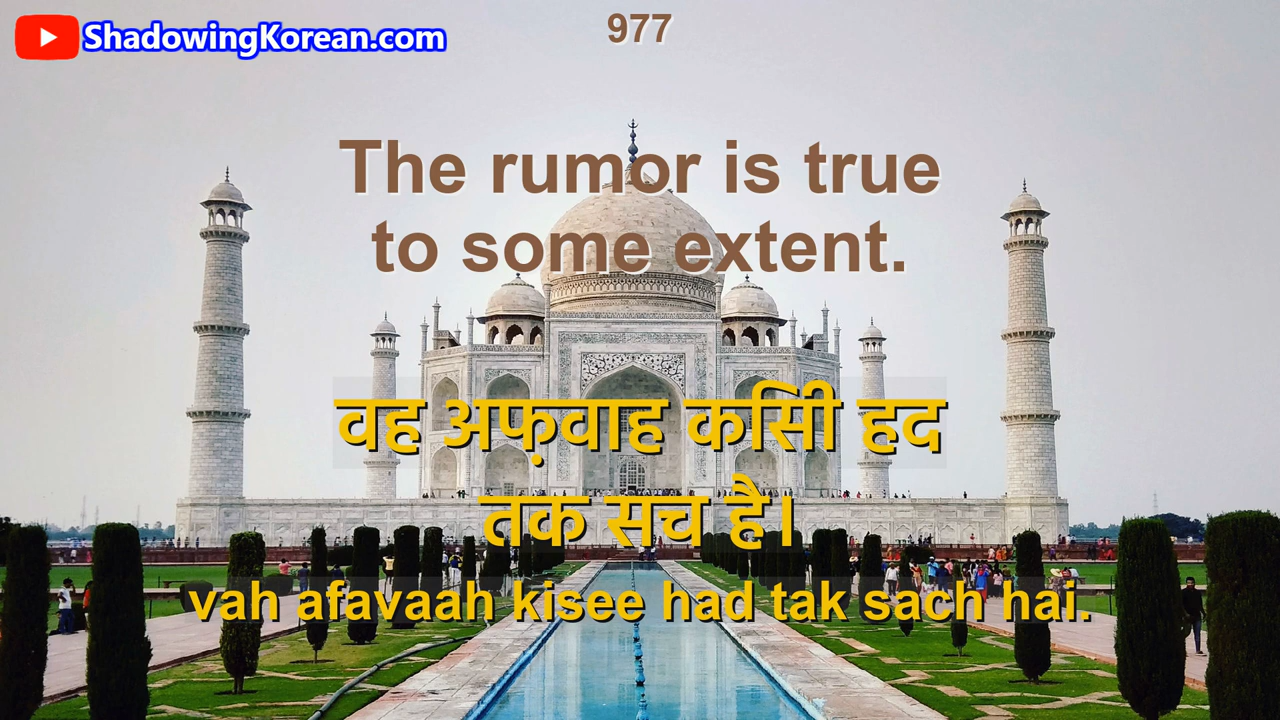 ShadowingKorean.com
977
The rumor is true
to some extent.
वह अफ़वाह किसी हद
तक सच है।
vah afavaah kisee had tak sach hai.